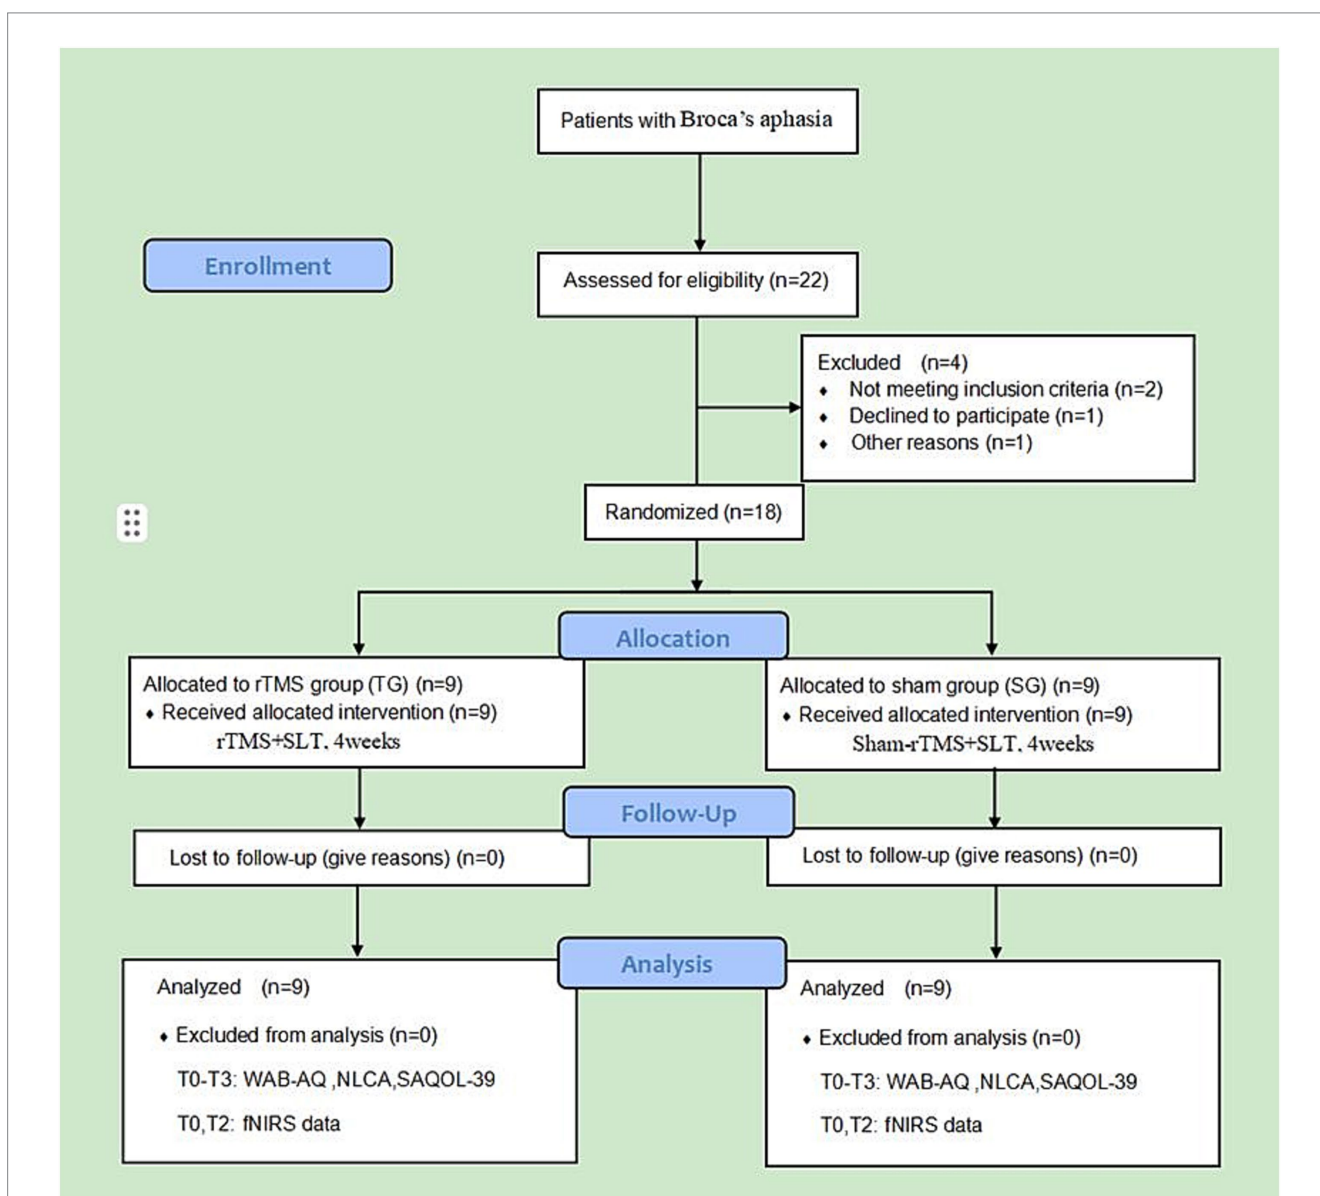 Patients with Broca's aphasia
Enrollment
Assessed for eligibility (n=22)
Excluded (n=4)
♦ Not meeting inclusion criteria (n=2)
♦ Declined to participate (n=1)
♦ Other reasons (n=1)
Randomized (n=18)
Allocation
Allocated to rTMS group (TG) (n=9)
♦ Received allocated intervention (n=9)
rTMS+SLT, 4weeks
Allocated to sham group (SG) (n=9)
♦ Received allocated intervention (n=9)
Sham-rTMS+SLT, 4weeks
Follow-Up
Lost to follow-up (give reasons) (n=0)
Lost to follow-up (give reasons) (n=0)
Analysis
Analyzed (n=9)
♦ Excluded from analysis (n=0)
T0-T3: WAB-AQ ,NLCA,SAQOL-39
T0,T2: fNIRS data
Analyzed (n=9)
♦ Excluded from analysis (n=0)
T0-T3: WAB-AQ ,NLCA,SAQOL-39
T0,T2: fNIRS data